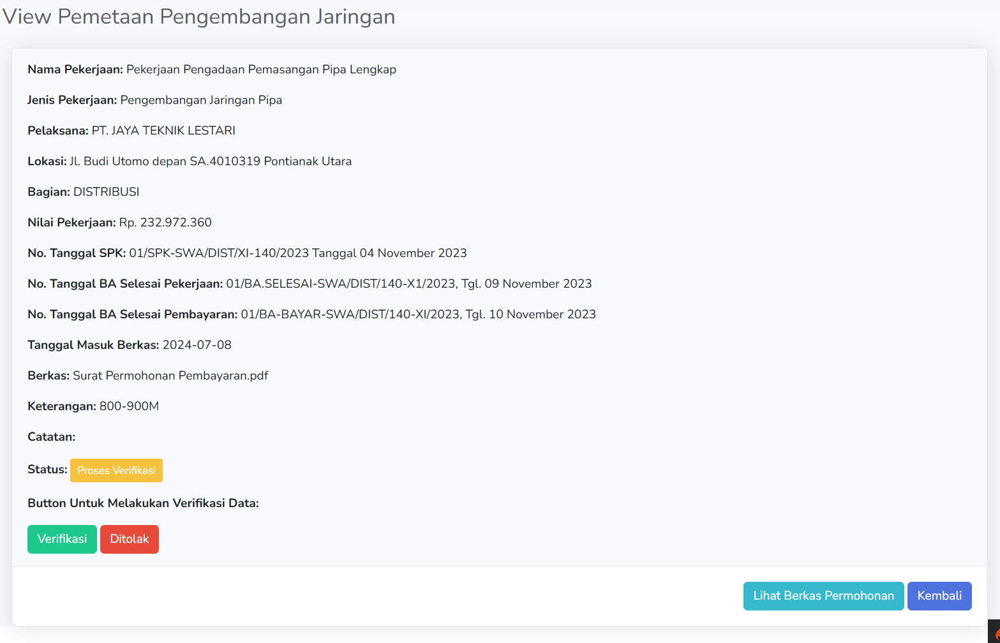 View Pemetaan Pengembangan Jaringan
Nama Pekerjaan: Pekerjaan Pengadaan Pemasangan Pipa Lengkap
Jenis Pekerjaan: Pengembangan Jaringan Pipa
Pelaksana: PT. JAYA TEKNIK LESTARI
Lokasi: Jl. Budi Utomo depan SA.4010319 Pontianak Utara
Bagian: DISTRIBUSI
Nilai Pekerjaan: Rp. 232.972.360
No. Tanggal SPK: 01/SPK-SWA/DIST/XI-140/2023 Tanggal 04 November 2023
No. Tanggal BA Selesai Pekerjaan: 01/BA.SELESAI-SWA/DIST/140-X1/2023, Tgl. 09 November 2023
No. Tanggal BA Selesai Pembayaran: 01/BA-BAYAR-SWA/DIST/140-XI/2023, Tgl. 10 November 2023
Tanggal Masuk Berkas: 2024-07-08
Berkas: Surat Permohonan Pembayaran.pdf
Keterangan: 800-900M
Catatan:
Status: Proses Verifikasi
Button Untuk Melakukan Verifikasi Data:
Verifikasi Ditolak
Lihat Berkas Permohonan Kembali